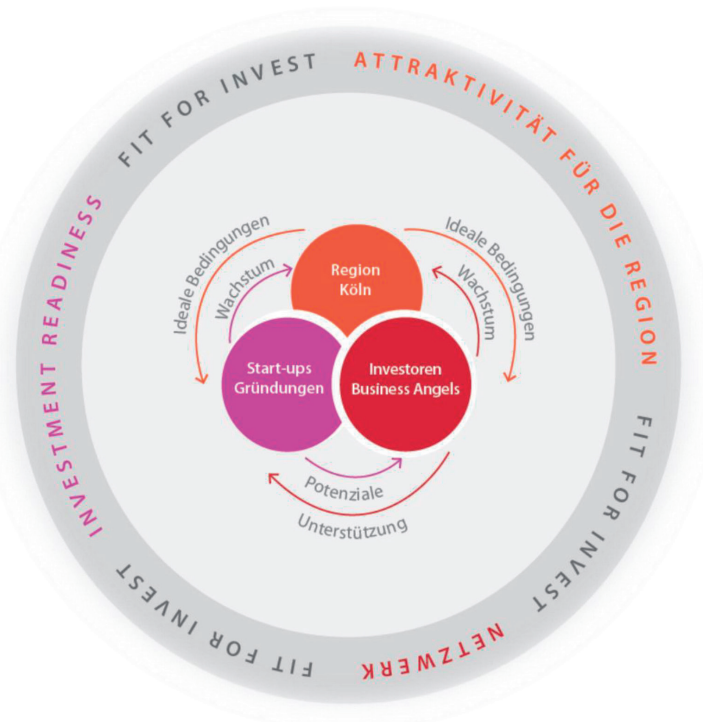 FIT FOR INVEST
ATTRAKTIVITÄT FÜR DIE REGION
FIT FOR INVEST
NETZWERK
FIT FOR INVEST
INVESTMENT READINESS
Ideale Bedingungen
Wachstum
Region
Köln
Ideale Bedingungen
Wachstum
Start-ups
Gründungen
Investoren
Business Angels
Potenziale
Unterstützung